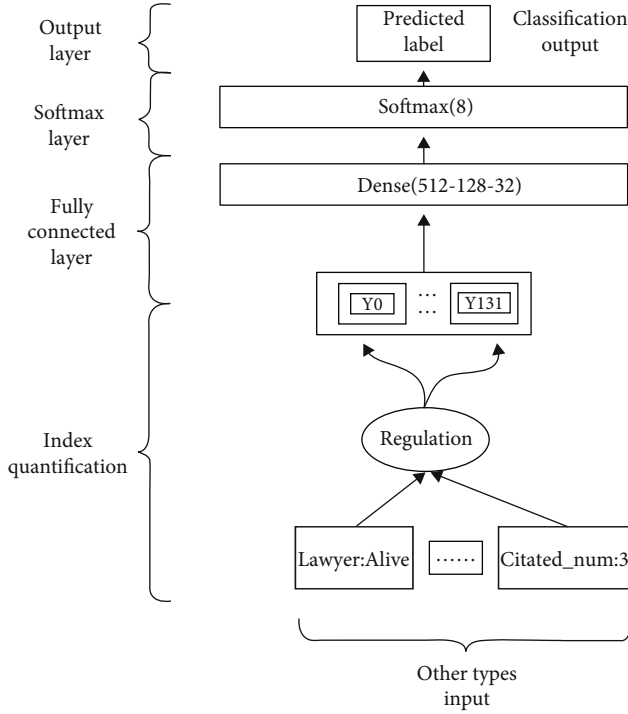 Output
layer
Predicted
label
Classification
output
Softmax
layer
Softmax(8)
Fully
connected
layer
Dense(512-128-32)
Y0
...
...
Y131
Index
quantification
Regulation
Lawyer:Alive
......
Citated_num:3
Other types
input